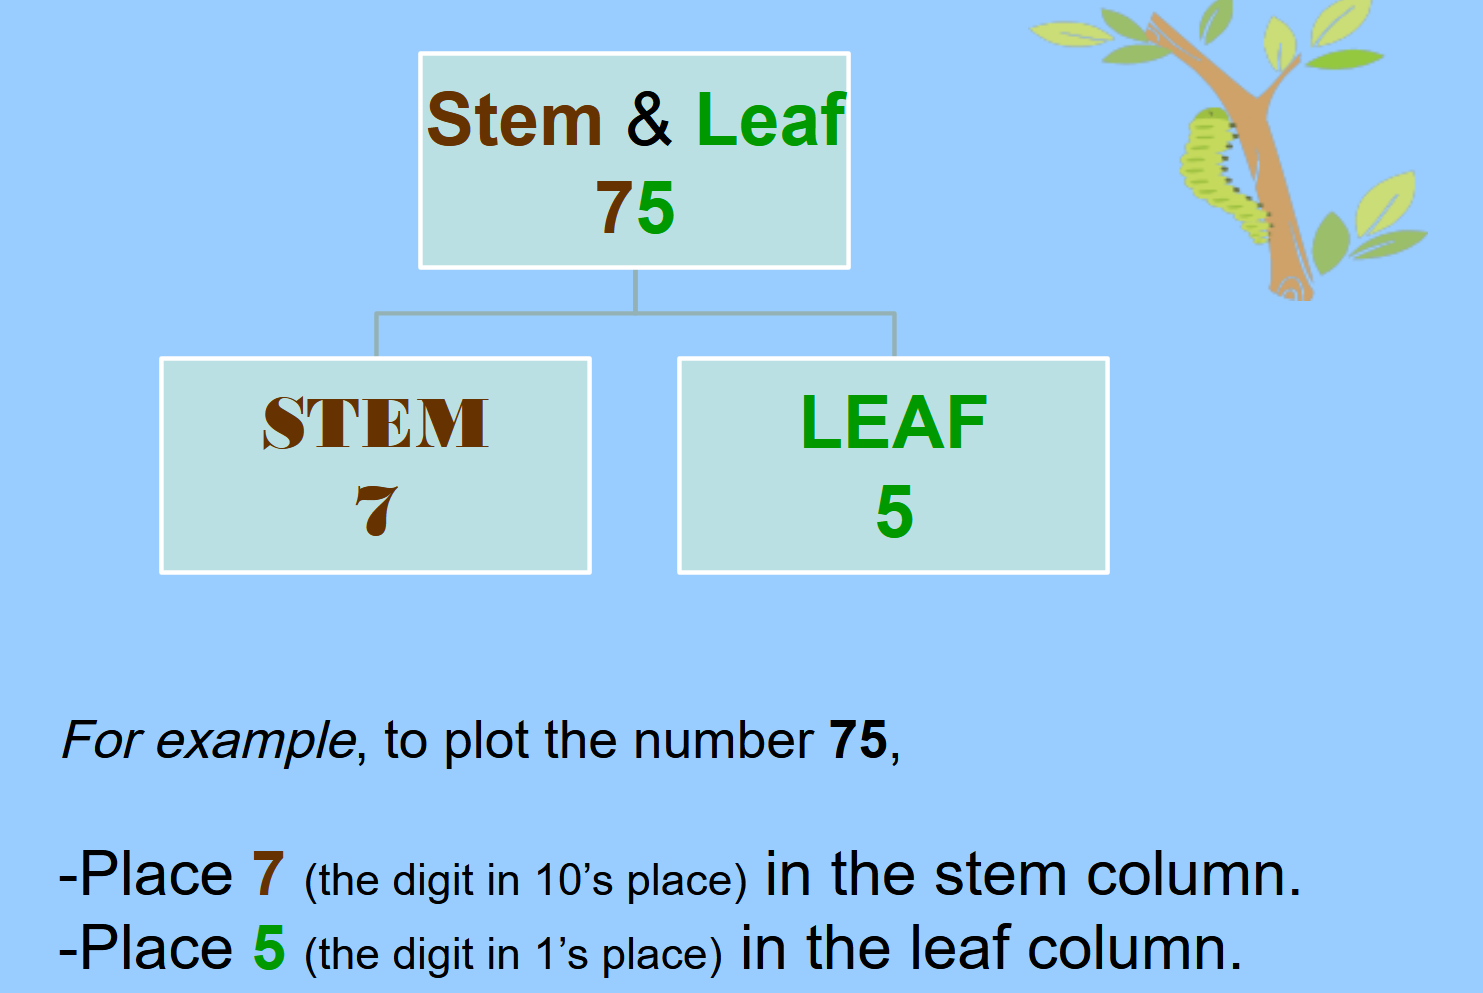 Stem & Leaf
75
STEM
7
LEAF
5
For example, to plot the number 75,
-Place 7 (the digit in 10’s place) in the stem column.
-Place 5 (the digit in 1’s place) in the leaf column.